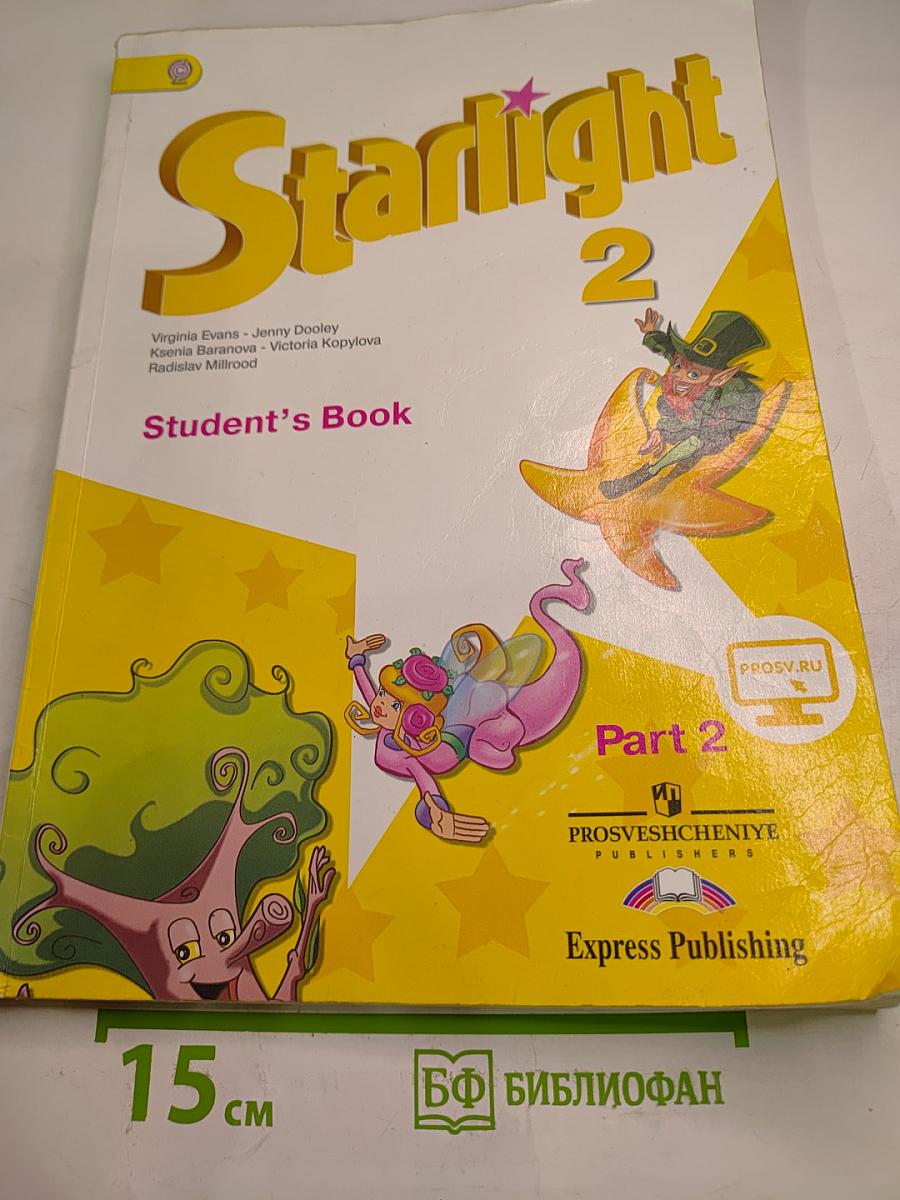 Starlight
2
Virginia Evans - Jenny Dooley
Ksenia Baranova - Victoria Kopylova
Radislav Millrood
Student's Book
PROSV.RU
Part 2
PROSVESHCHENIYE
PUBLISHERS
Express Publishing
15 см
БФ БИБЛИОФАН